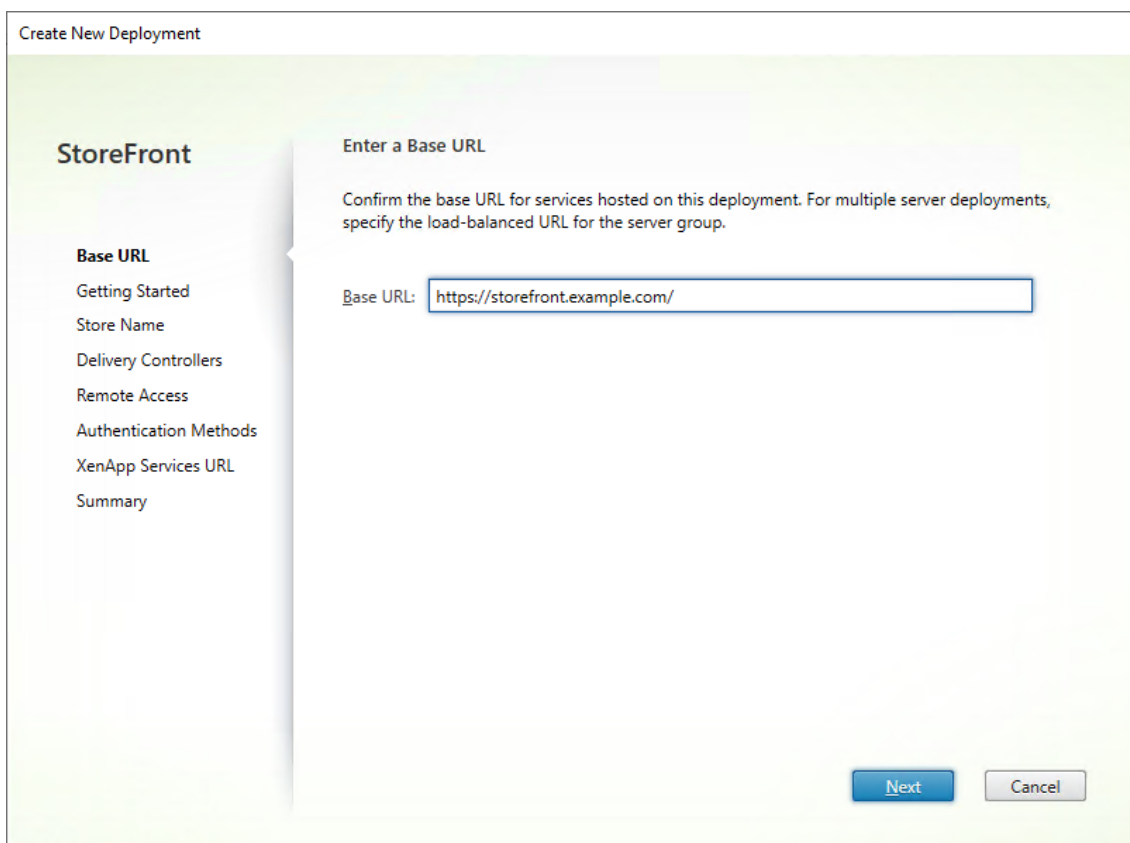 Create New Deployment
StoreFront
Base URL
Getting Started
Store Name
Delivery Controllers
Remote Access
Authentication Methods
XenApp Services URL
Summary
Enter a Base URL
Confirm the base URL for services hosted on this deployment. For multiple server deployments,
specify the load-balanced URL for the server group.
Base URL: https://storefront.example.com/
Next Cancel